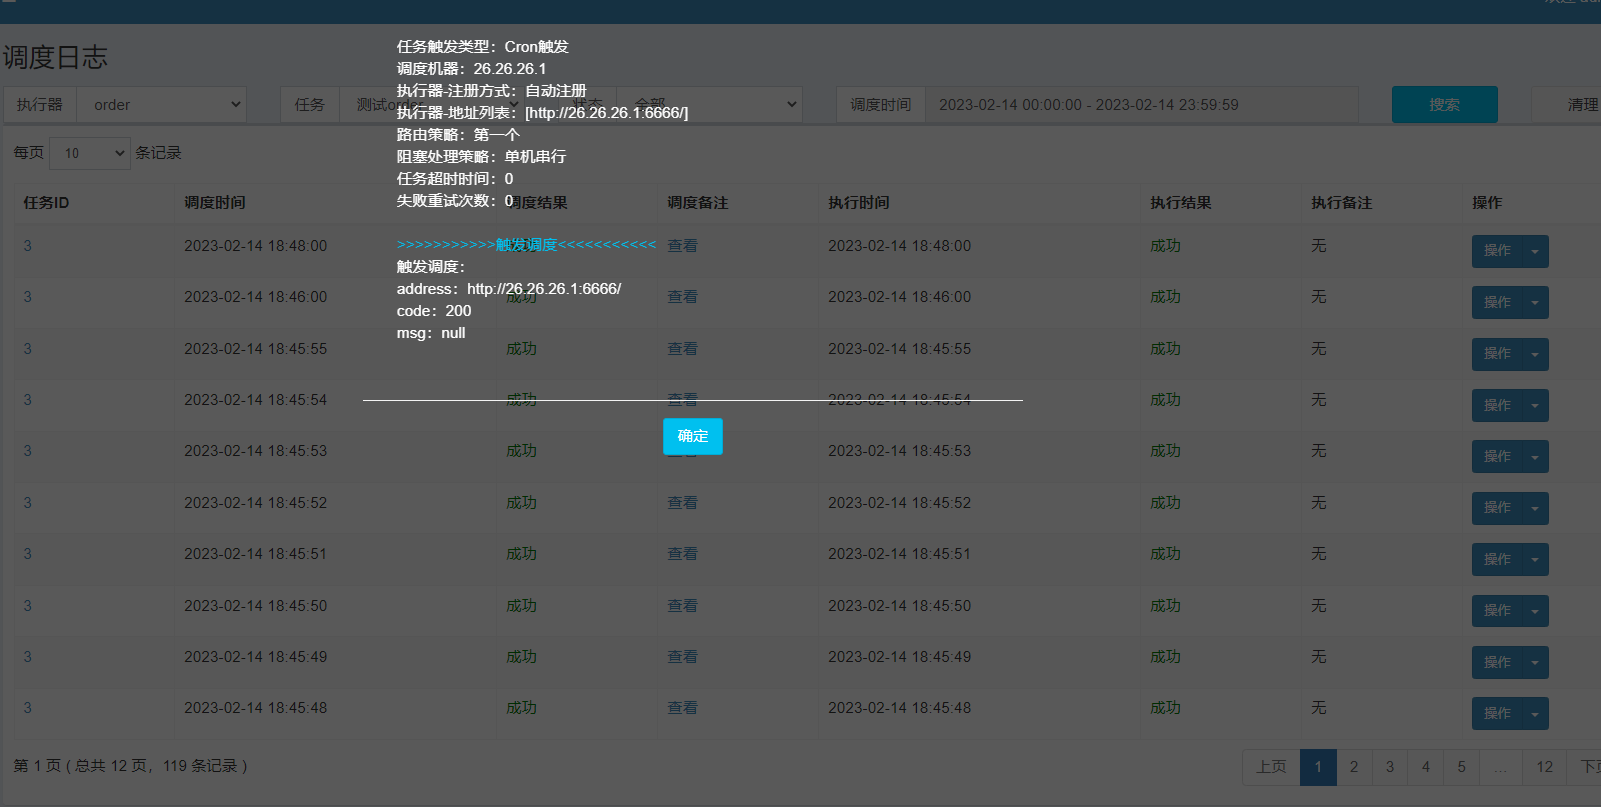 调度日志
执行器 order 任务 测试order 状态 全部 调度时间 2023-02-14 00:00:00 - 2023-02-14 23:59:59 搜索 清理
每页 10 条记录
任务触发类型：Cron触发
调度机器：26.26.26.1
执行器-注册方式：自动注册
执行器-地址列表：[http://26.26.26.1:6666/]
路由策略：第一个
阻塞处理策略：单机串行
任务超时时间：0
失败重试次数：0
>>>>>>>>>>>触发调度<<<<<<<<<<<
触发调度：
address：http://26.26.26.1:6666/
code：200
msg：null
确定
任务ID 调度时间 调度结果 调度备注 执行时间 执行结果 执行备注 操作
3 2023-02-14 18:48:00 查看 2023-02-14 18:48:00 成功 无 操作
3 2023-02-14 18:46:00 成功 查看 2023-02-14 18:46:00 成功 无 操作
3 2023-02-14 18:45:55 成功 查看 2023-02-14 18:45:55 成功 无 操作
3 2023-02-14 18:45:54 成功 查看 2023-02-14 18:45:54 成功 无 操作
3 2023-02-14 18:45:53 成功 2023-02-14 18:45:53 成功 无 操作
3 2023-02-14 18:45:52 成功 查看 2023-02-14 18:45:52 成功 无 操作
3 2023-02-14 18:45:51 成功 查看 2023-02-14 18:45:51 成功 无 操作
3 2023-02-14 18:45:50 成功 查看 2023-02-14 18:45:50 成功 无 操作
3 2023-02-14 18:45:49 成功 查看 2023-02-14 18:45:49 成功 无 操作
3 2023-02-14 18:45:48 成功 查看 2023-02-14 18:45:48 成功 无 操作
第 1 页 ( 总共 12 页，119 条记录 ) 上页 1 2 3 4 5 … 12 下页